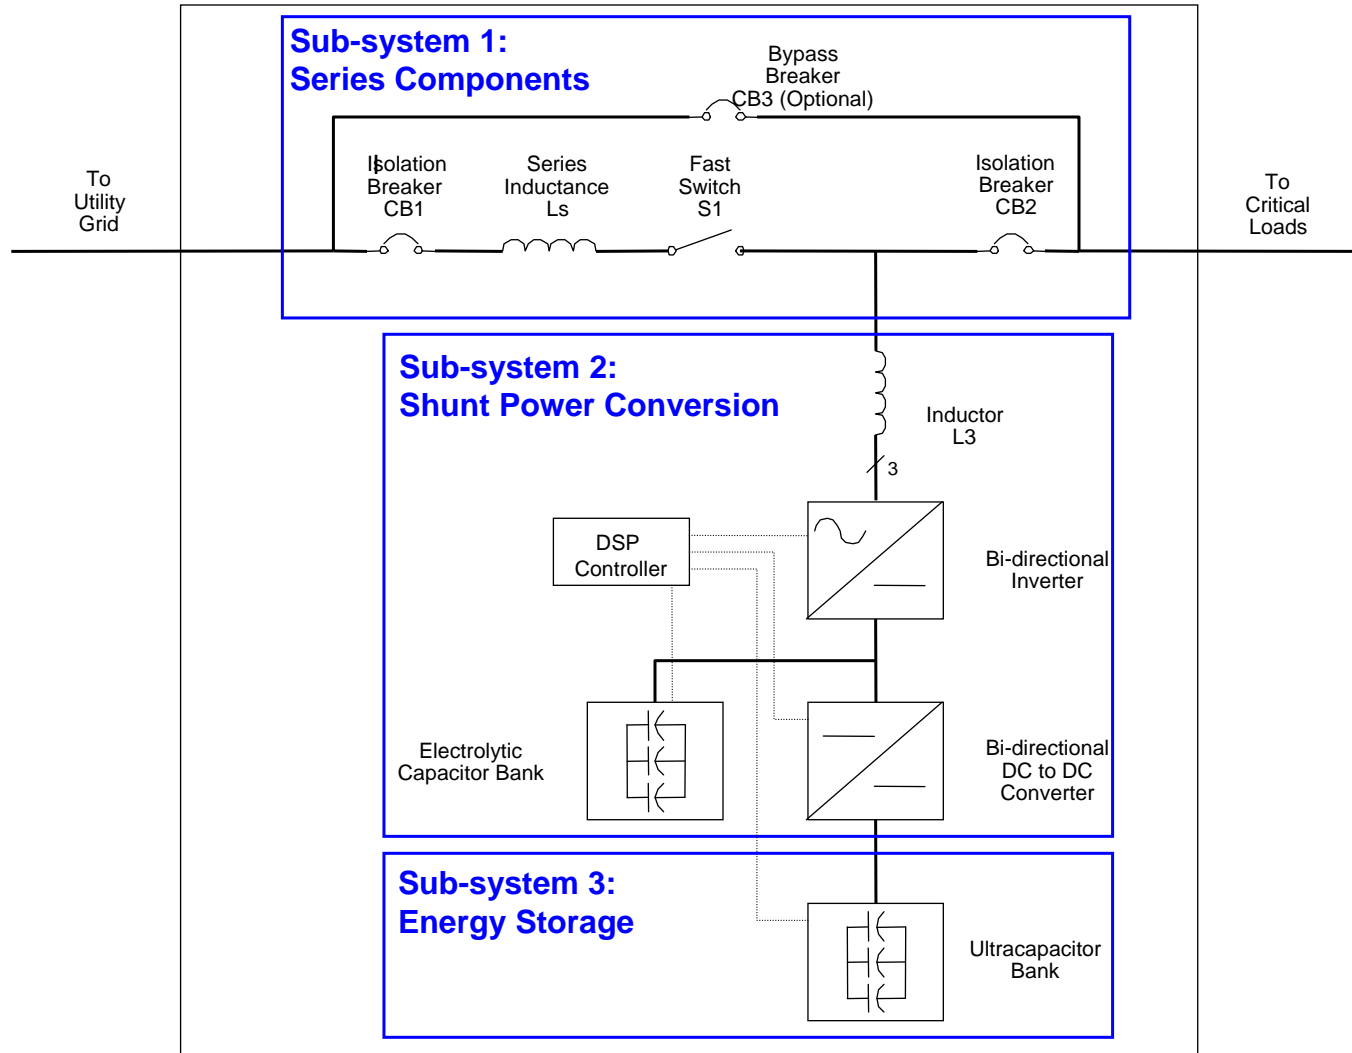 Sub-system 1:
Series Components
Bypass
Breaker
CB3 (Optional)
To
Utility
Grid
Isolation
Breaker
CB1
Series
Inductance
Ls
Fast
Switch
S1
Isolation
Breaker
CB2
To
Critical
Loads
Sub-system 2:
Shunt Power Conversion
Inductor
L3
3
DSP
Controller
Bi-directional
Inverter
Electrolytic
Capacitor Bank
Bi-directional
DC to DC
Converter
Sub-system 3:
Energy Storage
Ultracapacitor
Bank